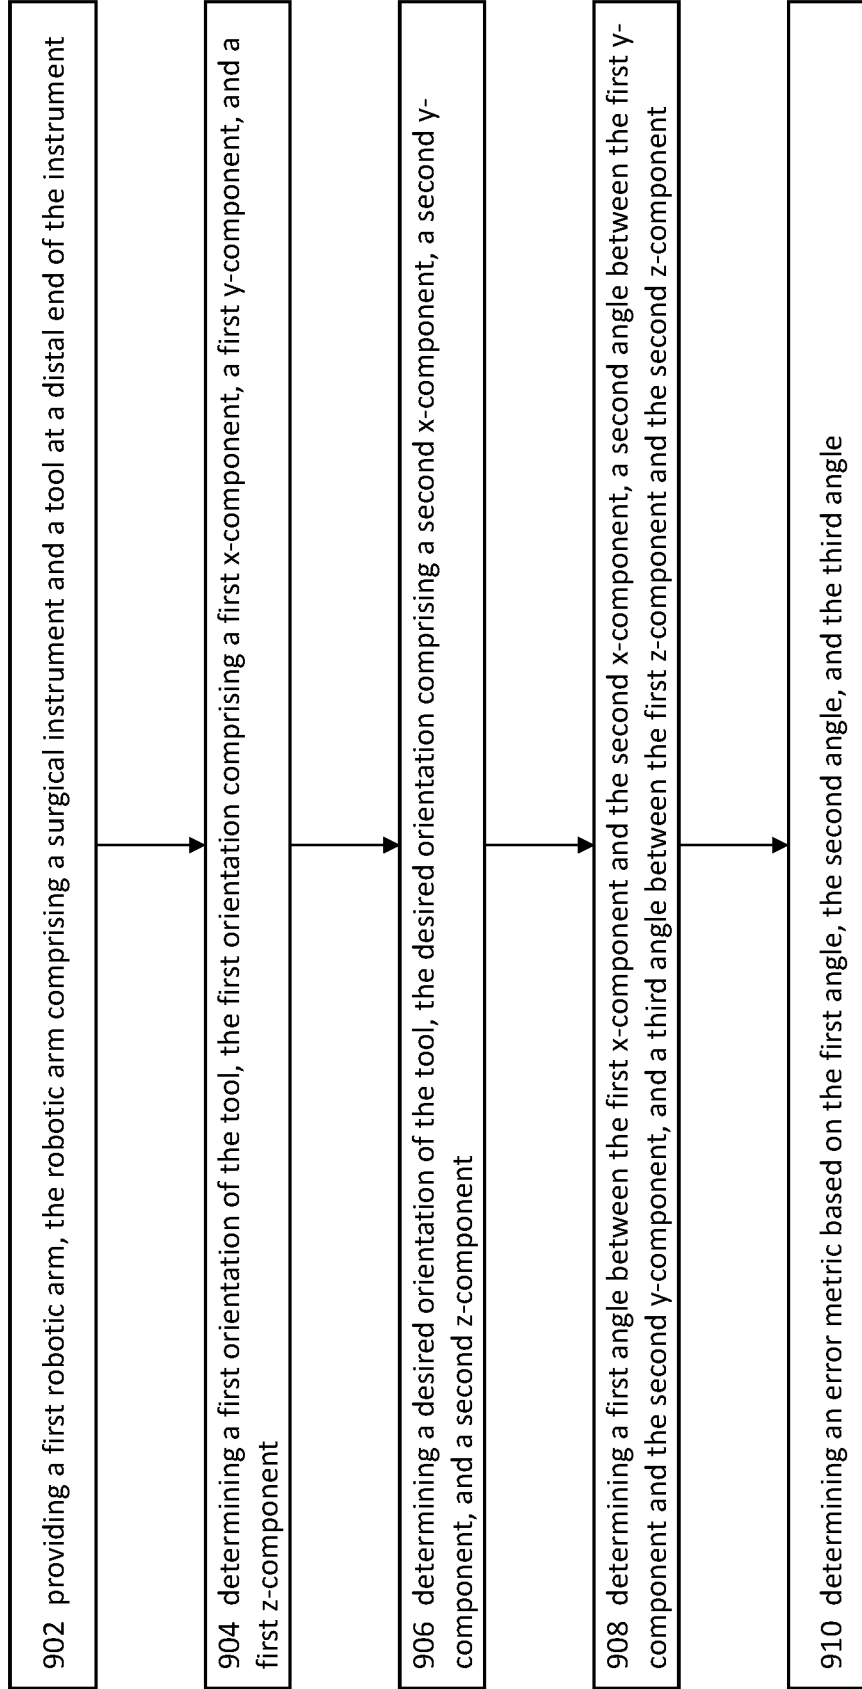 902 providing a first robotic arm, the robotic arm comprising a surgical instrument and a tool at a distal end of the instrument
904 determining a first orientation of the tool, the first orientation comprising a first x-component, a first y-component, and a
first z-component
906 determining a desired orientation of the tool, the desired orientation comprising a second x-component, a second y-
component, and a second z-component
908 determining a first angle between the first x-component and the second x-component, a second angle between the first y-
component and the second y-component, and a third angle between the first z-component and the second z-component
910 determining an error metric based on the first angle, the second angle, and the third angle